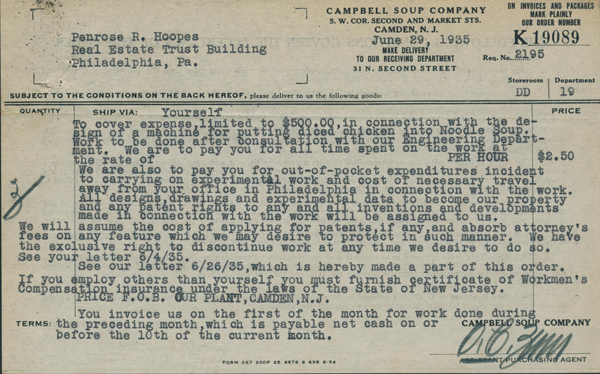 CAMPBELL SOUP COMPANY
S. W. COR. SECOND AND MARKET STS.
CAMDEN, N. J.
June 29, 1935
MAKE DELIVERY
TO OUR RECEIVING DEPARTMENT
31 N. SECOND STREET
ON INVOICES AND PACKAGES
MARK PLAINLY
OUR ORDER NUMBER
K 19089
Req. No. 2195
Storeroom Department
DD 19
Penrose R. Hoopes
Real Estate Trust Building
Philadelphia, Pa.
SUBJECT TO THE CONDITIONS ON THE BACK HEREOF, please deliver to us the following goods:
QUANTITY SHIP VIA: Yourself PRICE
To cover expense, limited to $500.00, in connection with the de-
sign of a machine for putting diced chicken into Noodle Soup.
Work to be done after consultation with our Engineering Depart-
ment. We are to pay you for all time spent on the work at
the rate of PER HOUR $2.50
We are also to pay you for out-of-pocket expenditures incident
to carrying on experimental work and cost of necessary travel
away from your office in Philadelphia in connection with the work.
All designs, drawings and experimental data to become our property
and any patent rights to any and all inventions and developments
made in connection with the work will be assigned to us.
We will assume the cost of applying for patents, if any, and absorb attorney's
fees on any feature which we may desire to protect in such manner. We have
the exclusive right to discontinue work at any time we desire to do so.
See your letter 6/4/35.
See our letter 6/26/35, which is hereby made a part of this order.
If you employ others than yourself you must furnish certificate of Workmen's
Compensation insurance under the laws of the State of New Jersey.
PRICE F.O.B. OUR PLANT, CAMDEN, N.J.
You invoice us on the first of the month for work done during
TERMS: the preceding month, which is payable net cash on or
before the 10th of the current month.
CAMPBELL SOUP COMPANY
ASSISTANT PURCHASING AGENT